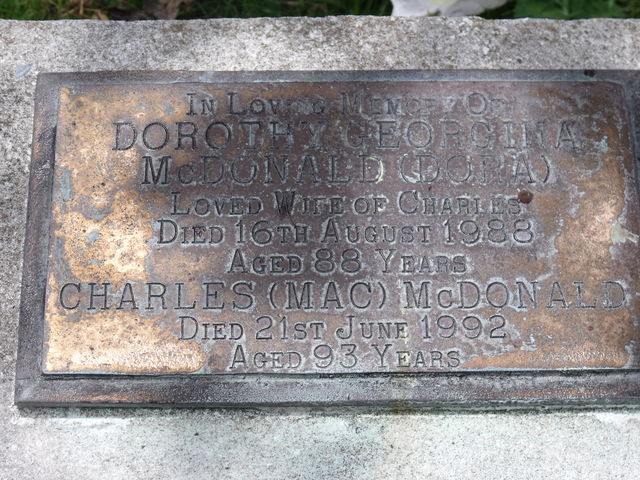 In Loving Memory Of
DOROTHY GEORGINA
McDONALD (DORA)
Loved Wife of Charles
Died 16th August 1988
Aged 88 Years
CHARLES (MAC) McDONALD
Died 21st June 1992
Aged 93 Years